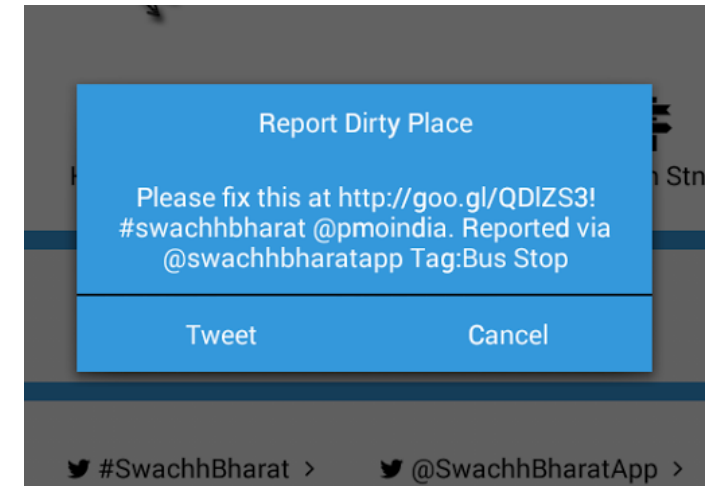 Report Dirty Place
Please fix this at http://goo.gl/QDlZS3!
#swachhbharat @pmoindia. Reported via
@swachhbharatapp Tag:Bus Stop
Tweet Cancel
#SwachhBharat > @SwachhBharatApp >